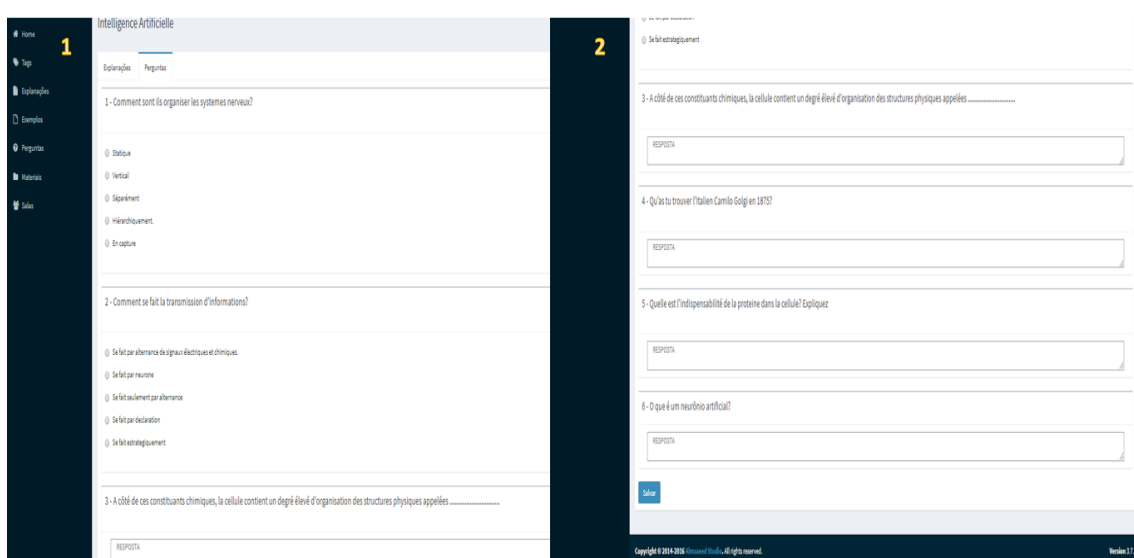 Home
Tags
Explanações
Exemplos
Perguntas
Materiais
Salas
1
Intelligence Artificielle
Explanações Perguntas
1 - Comment sont ils organiser les systemes nerveux?
Statique
Vertical
Séparément
Hiérarchiquement.
En capture
2 - Comment se fait la transmission d'informations?
Se fait par alternance de signaux électriques et chimiques.
Se fait par neurone
Se fait seulement par alternance
Se fait par declaration
Se fait estrategiquement
3 - A côté de ces constituants chimiques, la cellule contient un degré élevé d'organisation des structures physiques appelées ............................
RESPOSTA
2
Se fait par declaration
Se fait estrategiquement
3 - A côté de ces constituants chimiques, la cellule contient un degré élevé d'organisation des structures physiques appelées ............................
RESPOSTA
4 - Qu'as tu trouver l'Italien Camilo Golgi en 1875?
RESPOSTA
5 - Quelle est l'indispensabilité de la proteine dans la cellule? Expliquez
RESPOSTA
6 - O que é um neurônio artificial?
RESPOSTA
Salvar
Copyright © 2014-2016 Almsaeed Studio. All rights reserved. Version